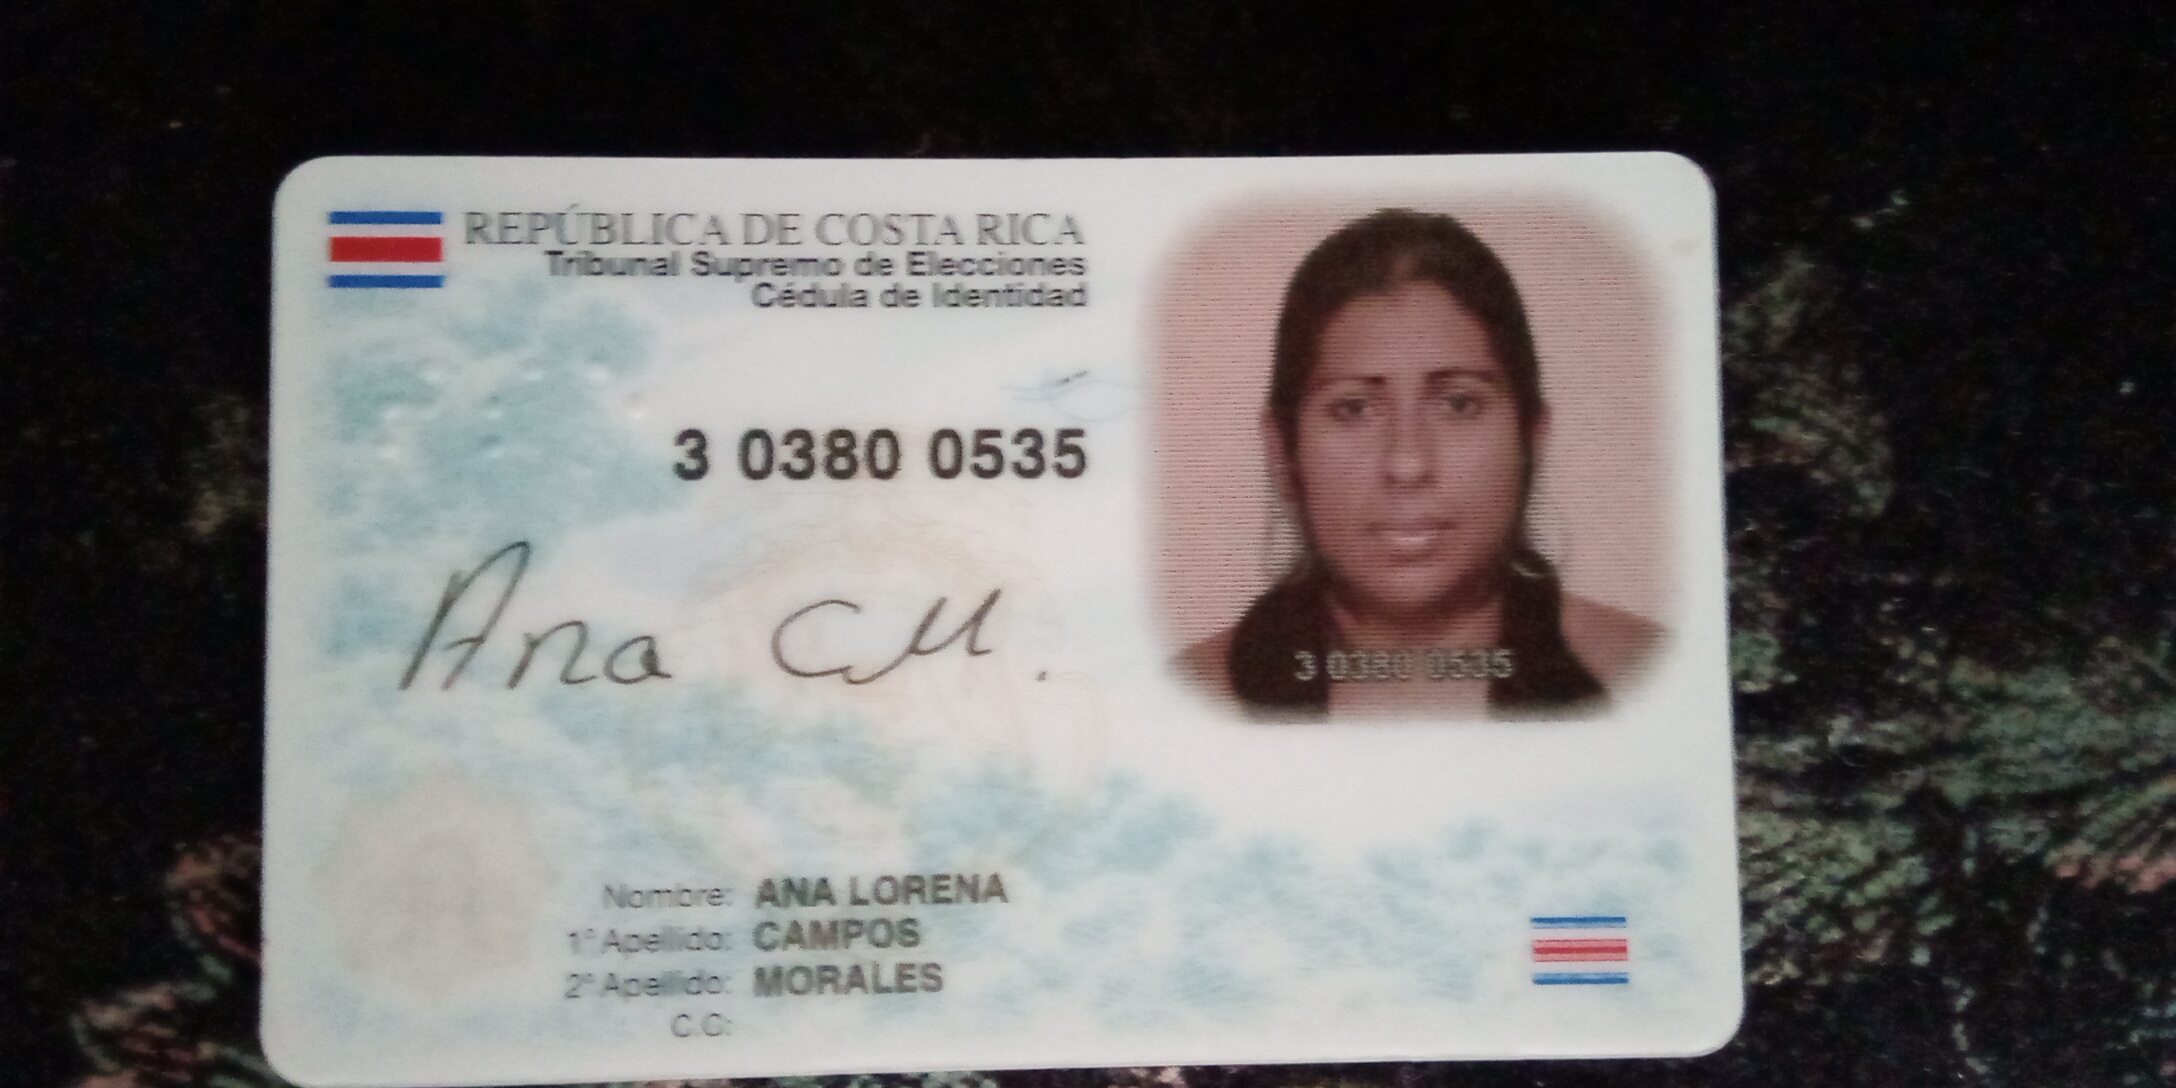 REPÚBLICA DE COSTA RICA
Tribunal Supremo de Elecciones
Cédula de Identidad
3 0380 0535
Ana CM.
3 0380 0535
Nombre: ANA LORENA
1° Apellido: CAMPOS
2° Apellido: MORALES
C.C: